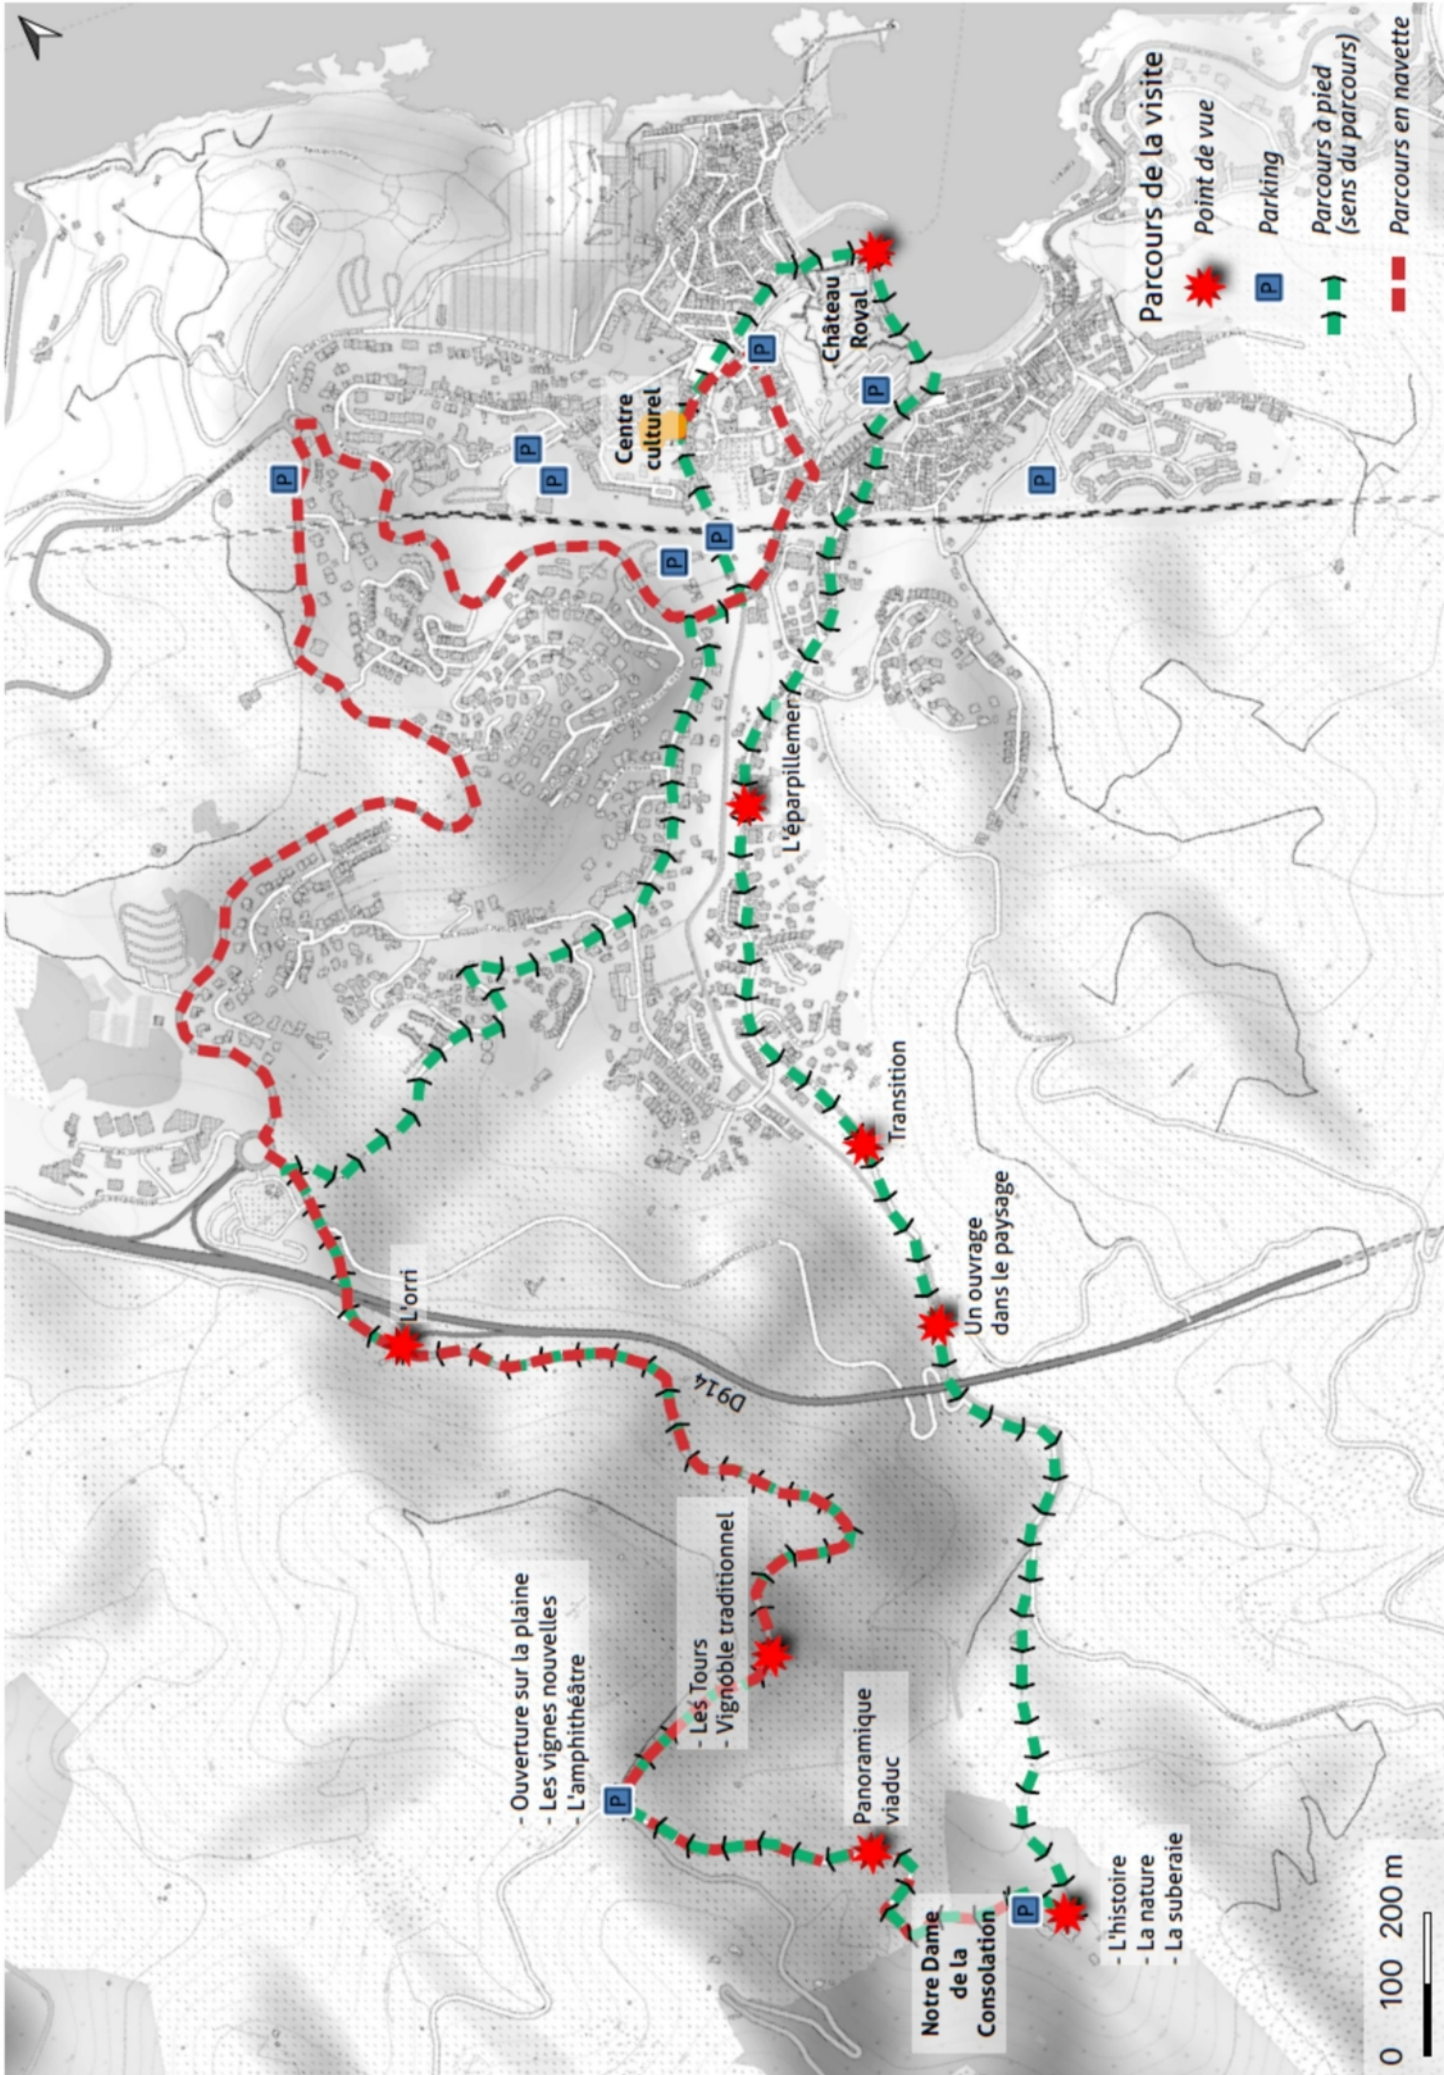 - Ouverture sur la plaine
- Les vignes nouvelles
- L'amphithéâtre
- Les Tours
- Vignoble traditionnel
Panoramique
viaduc
Notre Dame
de la
Consolation
- L'histoire
- La nature
- La suberaie
L'orri
D914
Un ouvrage
dans le paysage
Transition
L'éparpillemen
Centre
culturel
Château
Royal
Parcours de la visite
Point de vue
P
Parking
Parcours à pied
(sens du parcours)
Parcours en navette
0 100 200 m
P
P
P
P
P
P
P
P
P
P